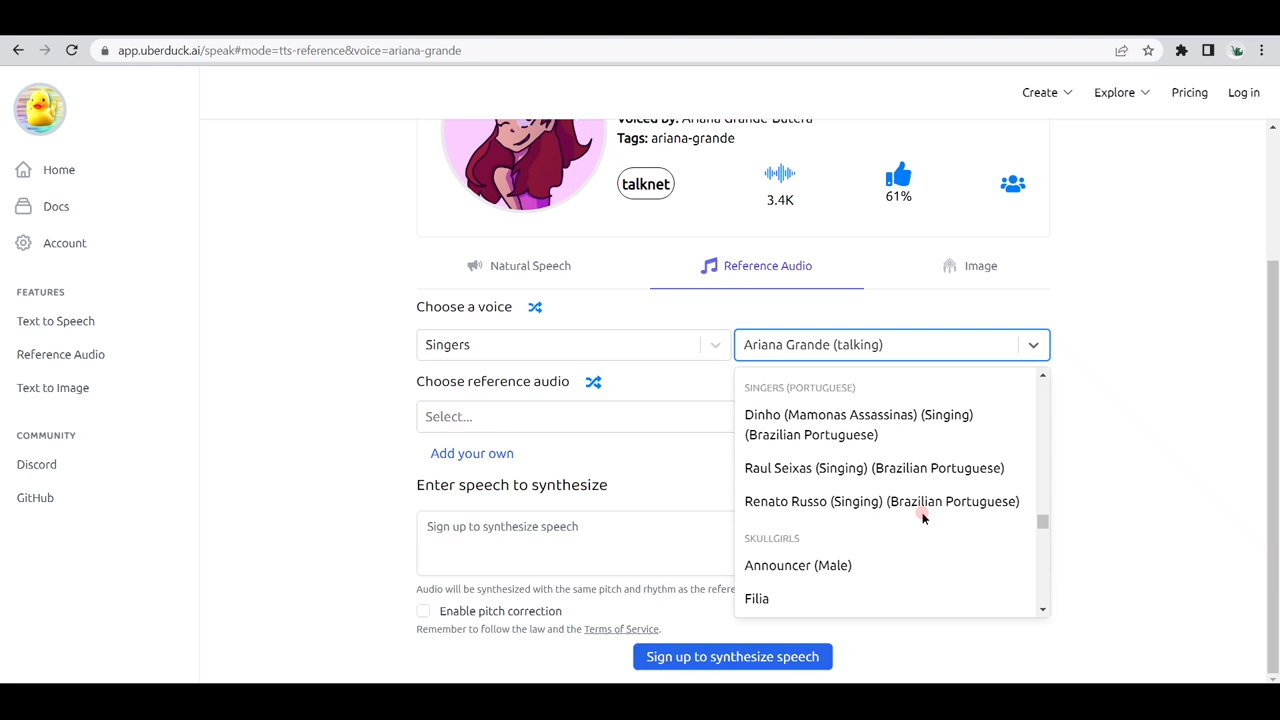 app.uberduck.ai/speak#mode=tts-reference&voice=ariana-grande
Create
Explore
Pricing
Log in
Home
Docs
Account
FEATURES
Text to Speech
Reference Audio
Text to Image
COMMUNITY
Discord
GitHub
Voiced by: Ariana Grande-Butera
Tags: ariana-grande
talknet
3.4K
61%
Natural Speech
Reference Audio
Image
Choose a voice
Singers
Ariana Grande (talking)
Choose reference audio
Select...
Add your own
Enter speech to synthesize
Sign up to synthesize speech
Audio will be synthesized with the same pitch and rhythm as the refere
Enable pitch correction
Remember to follow the law and the Terms of Service.
Sign up to synthesize speech
SINGERS (PORTUGUESE)
Dinho (Mamonas Assassinas) (Singing)
(Brazilian Portuguese)
Raul Seixas (Singing) (Brazilian Portuguese)
Renato Russo (Singing) (Brazilian Portuguese)
SKULLGIRLS
Announcer (Male)
Filia